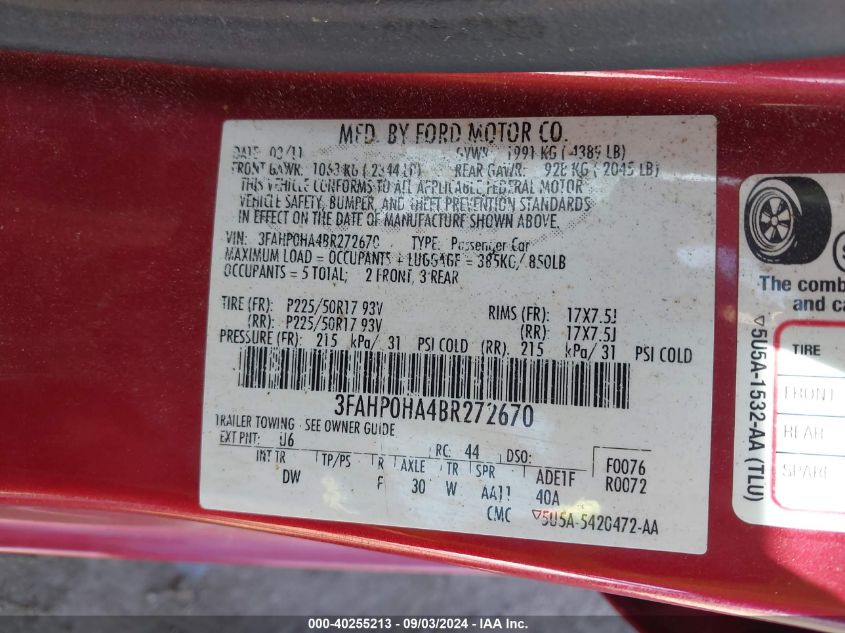 MFD. BY FORD MOTOR CO.
DATE: 03/11 GVWR: 1991 KG ( 4389 LB)
FRONT GAWR: 1063 KG ( 2344 LB) REAR GAWR: 928 KG ( 2045 LB)
THIS VEHICLE CONFORMS TO ALL APPLICABLE FEDERAL MOTOR
VEHICLE SAFETY, BUMPER, AND THEFT PREVENTION STANDARDS
IN EFFECT ON THE DATE OF MANUFACTURE SHOWN ABOVE.
VIN: 3FAHP0HA4BR272670 TYPE: Passenger Car
MAXIMUM LOAD = OCCUPANTS + LUGGAGE = 385KG/ 850LB
OCCUPANTS = 5 TOTAL; 2 FRONT, 3 REAR
TIRE (FR): P225/50R17 93V RIMS (FR): 17X7.5J
(RR): P225/50R17 93V (RR): 17X7.5J
PRESSURE (FR): 215 kPa/ 31 PSI COLD (RR): 215 kPa/ 31 PSI COLD
3FAHP0HA4BR272670
TRAILER TOWING - SEE OWNER GUIDE
EXT PNT: U6 RC: 44 DSO: F0076
INT TR TP/PS R AXLE TR SPR ADE1F R0072
DW F 30 W AA11 40A
CMC ▽5U5A-5420472-AA
The comb
and ca
TIRE
FRONT
REAR
SPARE
▽5U5A-1532-AA (TLU)
000-40255213 - 09/03/2024 - IAA Inc.